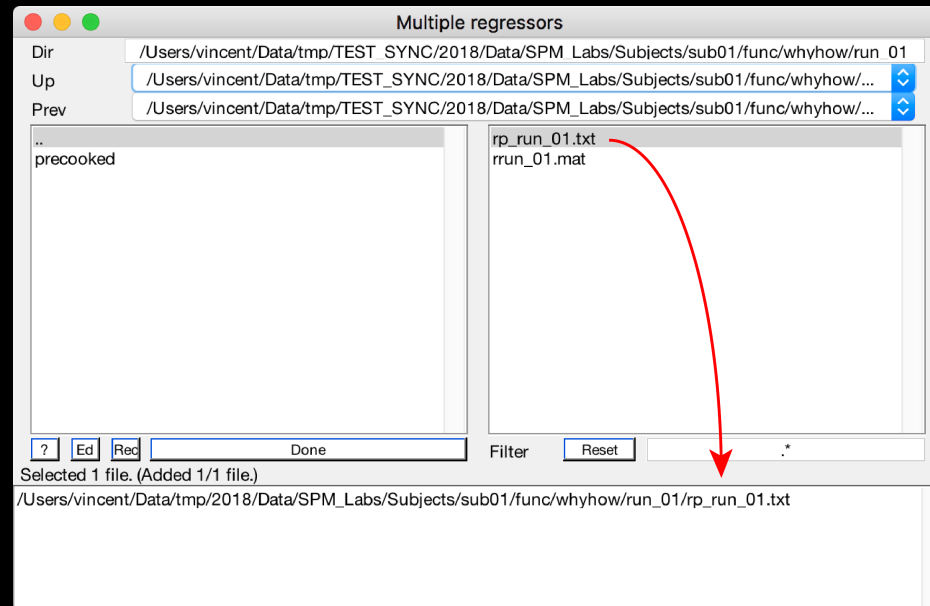 Multiple regressors
Dir /Users/vincent/Data/tmp/TEST_SYNC/2018/Data/SPM_Labs/Subjects/sub01/func/whyhow/run_01
Up /Users/vincent/Data/tmp/TEST_SYNC/2018/Data/SPM_Labs/Subjects/sub01/func/whyhow/...
Prev /Users/vincent/Data/tmp/TEST_SYNC/2018/Data/SPM_Labs/Subjects/sub01/func/whyhow/...
.. rp_run_01.txt
precooked rrun_01.mat
? Ed Rec Done Filter Reset .*
Selected 1 file. (Added 1/1 file.)
/Users/vincent/Data/tmp/2018/Data/SPM_Labs/Subjects/sub01/func/whyhow/run_01/rp_run_01.txt